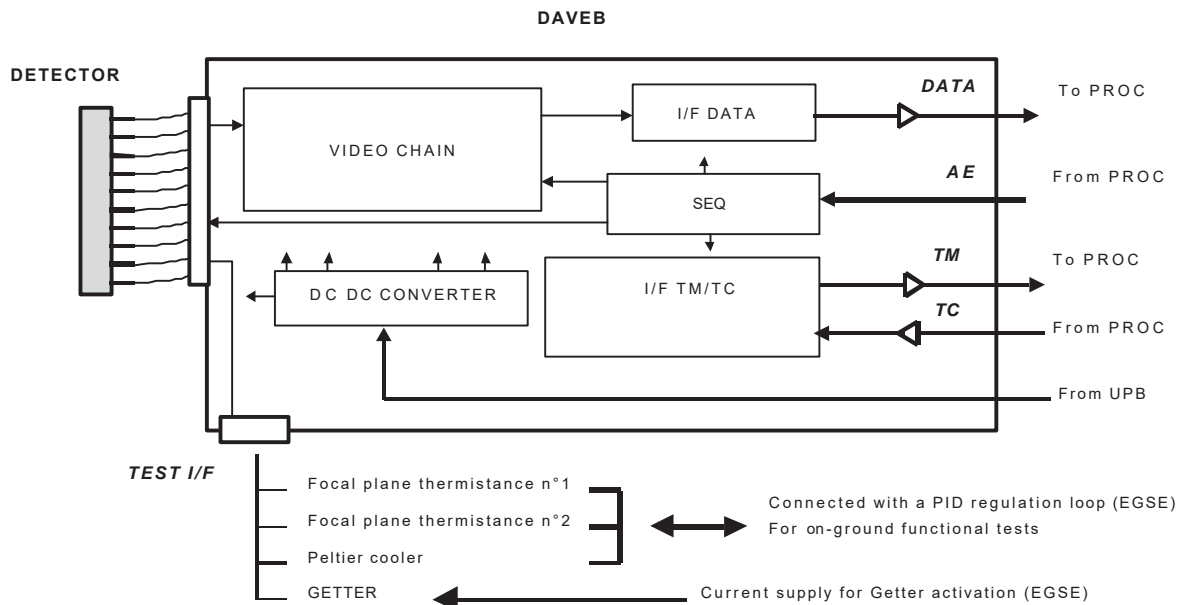 DAVEB
DETECTOR
DATA
To PROC
I/F DATA
VIDEO CHAIN
AE
From PROC
SEQ
TM
To PROC
I/F TM/TC
DC DC CONVERTER
TC
From PROC
From UPB
TEST I/F
Focal plane thermistance n°1
Connected with a PID regulation loop (EGSE)
Focal plane thermistance n°2
For on-ground functional tests
Peltier cooler
GETTER
Current supply for Getter activation (EGSE)